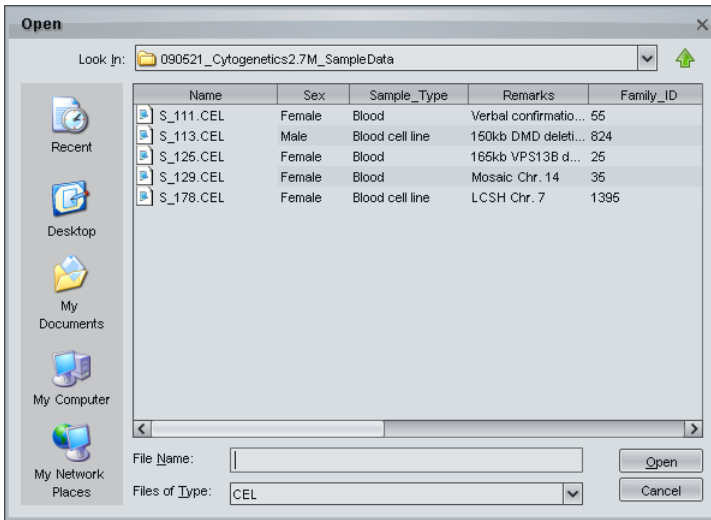 Open
Look In: 090521_Cytogenetics2.7M_SampleData
Name Sex Sample_Type Remarks Family_ID
S_111.CEL Female Blood Verbal confirmatio... 55
S_113.CEL Male Blood cell line 150kb DMD deleti... 824
S_125.CEL Female Blood 165kb VPS13B d... 25
S_129.CEL Female Blood Mosaic Chr. 14 35
S_178.CEL Female Blood cell line LCSH Chr. 7 1395
Recent
Desktop
My
Documents
My Computer
My Network
Places
File Name:
Open
Files of Type: CEL
Cancel